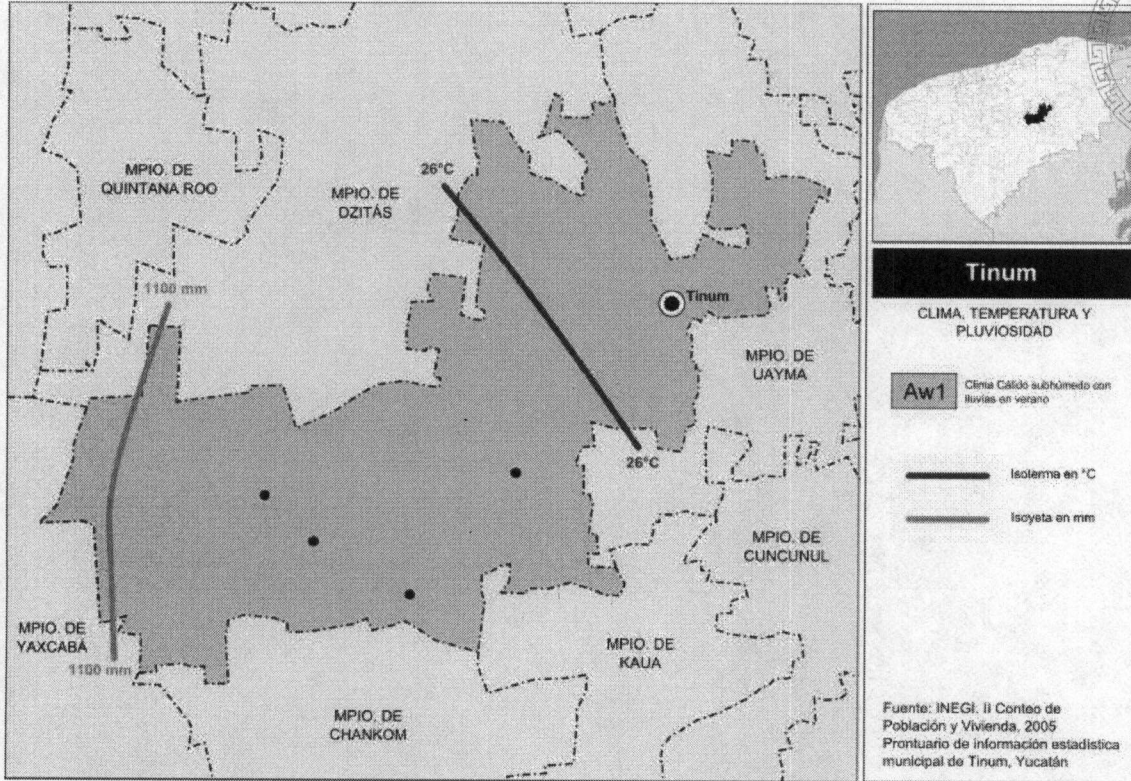 MPIO. DE
QUINTANA ROO
MPIO. DE
DZITÁS
26°C
1100 mm
Tinum
MPIO. DE
UAYMA
26°C
MPIO. DE
CUNCUNUL
MPIO. DE
YAXCABÁ
1100 mm
MPIO. DE
KAUA
MPIO. DE
CHANKOM
Tinum
CLIMA, TEMPERATURA Y
PLUVIOSIDAD
Aw1
Clima Cálido subhúmedo con
lluvias en verano
Isoterma en °C
Isoyeta en mm
Fuente: INEGI. II Conteo de
Población y Vivienda, 2005
Prontuario de información estadística
municipal de Tinum, Yucatán